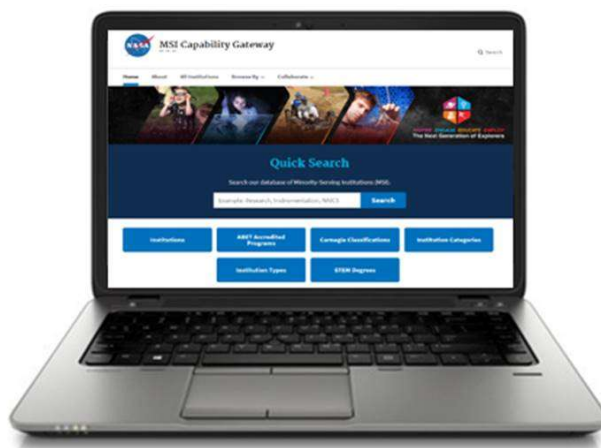 NASA
MSI Capability Gateway
Search
Home About All Institutions Browse By Collaborate
INSPIRE ENGAGE EDUCATE EMPLOY
The Next Generation of Explorers
Quick Search
Search our database of Minority-Serving Institutions (MSI).
Example: Research, Instrumentation, NAICS
Search
Institutions
ABET Accredited
Programs
Carnegie Classifications
Institution Categories
Institution Types
STEM Degrees